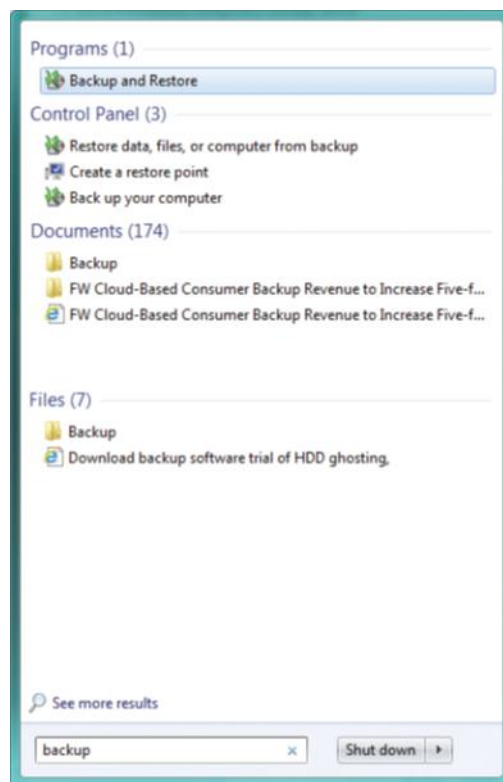 Programs (1)
Backup and Restore
Control Panel (3)
Restore data, files, or computer from backup
Create a restore point
Back up your computer
Documents (174)
Backup
FW Cloud-Based Consumer Backup Revenue to Increase Five-f...
FW Cloud-Based Consumer Backup Revenue to Increase Five-f...
Files (7)
Backup
Download backup software trial of HDD ghosting,
See more results
backup
Shut down